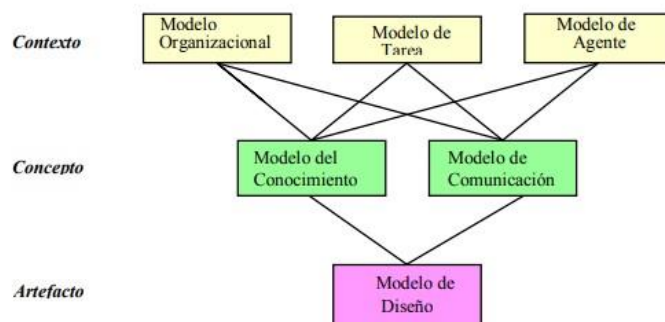 Contexto
Modelo
Organizacional
Modelo de
Tarea
Modelo de
Agente
Concepto
Modelo del
Conocimiento
Modelo de
Comunicación
Artefacto
Modelo de
Diseño